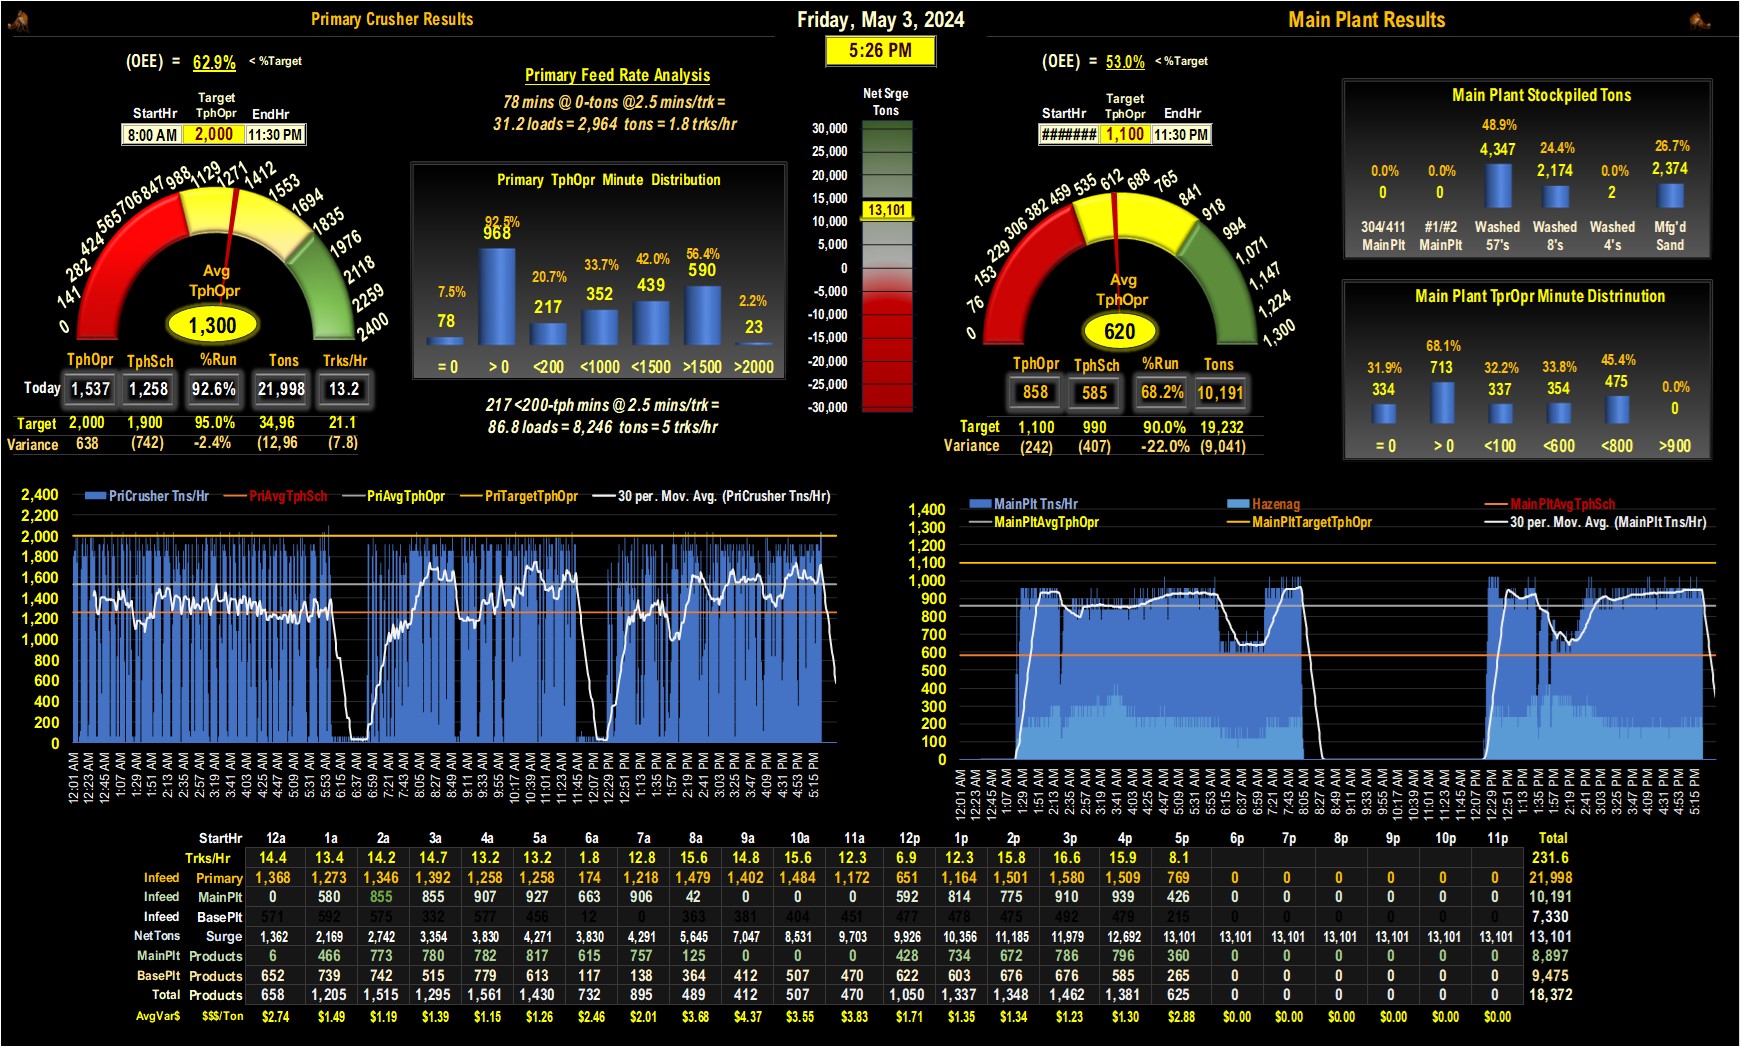 Primary Crusher Results
Friday, May 3, 2024
Main Plant Results
5:26 PM
(OEE) = 62.9% < %Target
Target
StartHr TphOpr EndHr
8:00 AM 2,000 11:30 PM
0 141 282 424 565 706 847 988 1129 1271 1412 1553 1694 1835 1976 2118 2259 2400
Avg
TphOpr
1,300
TphOpr TphSch %Run Tons Trks/Hr
Today 1,537 1,258 92.6% 21,998 13.2
Target 2,000 1,900 95.0% 34,96 21.1
Variance 638 (742) -2.4% (12,96 (7.8)
Primary Feed Rate Analysis
78 mins @ 0-tons @2.5 mins/trk =
31.2 loads = 2,964 tons = 1.8 trks/hr
Primary TphOpr Minute Distribution
7.5% 92.5% 20.7% 33.7% 42.0% 56.4% 2.2%
78 968 217 352 439 590 23
= 0 > 0 <200 <1000 <1500 >1500 >2000
217 <200-tph mins @ 2.5 mins/trk =
86.8 loads = 8,246 tons = 5 trks/hr
Net Srge
Tons
30,000
25,000
20,000
15,000
13,101
10,000
5,000
0
-5,000
-10,000
-15,000
-20,000
-25,000
-30,000
(OEE) = 53.0% < %Target
Target
StartHr TphOpr EndHr
####### 1,100 11:30 PM
0 76 153 229 306 382 459 535 612 688 765 841 918 994 1,071 1,147 1,224 1,300
Avg
TphOpr
620
TphOpr TphSch %Run Tons
858 585 68.2% 10,191
Target 1,100 990 90.0% 19,232
Variance (242) (407) -22.0% (9,041)
Main Plant Stockpiled Tons
0.0% 0.0% 48.9% 24.4% 0.0% 26.7%
0 0 4,347 2,174 2 2,374
304/411 #1/#2 Washed Washed Washed Mfg'd
MainPlt MainPlt 57's 8's 4's Sand
Main Plant TprOpr Minute Distrinution
31.9% 68.1% 32.2% 33.8% 45.4% 0.0%
334 713 337 354 475 0
= 0 > 0 <100 <600 <800 >900
PriCrusher Tns/Hr PriAvgTphSch PriAvgTphOpr PriTargetTphOpr 30 per. Mov. Avg. (PriCrusher Tns/Hr)
2,400
2,200
2,000
1,800
1,600
1,400
1,200
1,000
800
600
400
200
0
12:01 AM 12:23 AM 12:45 AM 1:07 AM 1:29 AM 1:51 AM 2:13 AM 2:35 AM 2:57 AM 3:19 AM 3:41 AM 4:03 AM 4:25 AM 4:47 AM 5:09 AM 5:31 AM 5:53 AM 6:15 AM 6:37 AM 6:59 AM 7:21 AM 7:43 AM 8:05 AM 8:27 AM 8:49 AM 9:11 AM 9:33 AM 9:55 AM 10:17 AM 10:39 AM 11:01 AM 11:23 AM 11:45 AM 12:07 PM 12:29 PM 12:51 PM 1:13 PM 1:35 PM 1:57 PM 2:19 PM 2:41 PM 3:03 PM 3:25 PM 3:47 PM 4:09 PM 4:31 PM 4:53 PM 5:15 PM
MainPlt Tns/Hr Hazenag MainPltAvgTphSch
MainPltAvgTphOpr MainPltTargetTphOpr 30 per. Mov. Avg. (MainPlt Tns/Hr)
1,400
1,300
1,200
1,100
1,000
900
800
700
600
500
400
300
200
100
0
12:01 AM 12:23 AM 12:45 AM 1:07 AM 1:29 AM 1:51 AM 2:13 AM 2:35 AM 2:57 AM 3:19 AM 3:41 AM 4:03 AM 4:25 AM 4:47 AM 5:09 AM 5:31 AM 5:53 AM 6:15 AM 6:37 AM 6:59 AM 7:21 AM 7:43 AM 8:05 AM 8:27 AM 8:49 AM 9:11 AM 9:33 AM 9:55 AM 10:17 AM 10:39 AM 11:01 AM 11:23 AM 11:45 AM 12:07 PM 12:29 PM 12:51 PM 1:13 PM 1:35 PM 1:57 PM 2:19 PM 2:41 PM 3:03 PM 3:25 PM 3:47 PM 4:09 PM 4:31 PM 4:53 PM 5:15 PM
StartHr 12a 1a 2a 3a 4a 5a 6a 7a 8a 9a 10a 11a 12p 1p 2p 3p 4p 5p 6p 7p 8p 9p 10p 11p Total
Trks/Hr 14.4 13.4 14.2 14.7 13.2 13.2 1.8 12.8 15.6 14.8 15.6 12.3 6.9 12.3 15.8 16.6 15.9 8.1 231.6
Infeed Primary 1,368 1,273 1,346 1,392 1,258 1,258 174 1,218 1,479 1,402 1,484 1,172 651 1,164 1,501 1,580 1,509 769 0 0 0 0 0 0 21,998
Infeed MainPlt 0 580 855 855 907 927 663 906 42 0 0 0 592 814 775 910 939 426 0 0 0 0 0 0 10,191
Infeed BasePlt 571 592 575 332 577 456 12 0 363 381 404 451 477 478 475 492 479 215 0 0 0 0 0 0 7,330
NetTons Surge 1,362 2,169 2,742 3,354 3,830 4,271 3,830 4,291 5,645 7,047 8,531 9,703 9,926 10,356 11,185 11,979 12,692 13,101 13,101 13,101 13,101 13,101 13,101 13,101 13,101
MainPlt Products 6 466 773 780 782 817 615 757 125 0 0 0 428 734 672 786 796 360 0 0 0 0 0 0 8,897
BasePlt Products 652 739 742 515 779 613 117 138 364 412 507 470 622 603 676 676 585 265 0 0 0 0 0 0 9,475
Total Products 658 1,205 1,515 1,295 1,561 1,430 732 895 489 412 507 470 1,050 1,337 1,348 1,462 1,381 625 0 0 0 0 0 0 18,372
AvgVar$ $$$/Ton $2.74 $1.49 $1.19 $1.39 $1.15 $1.26 $2.46 $2.01 $3.68 $4.37 $3.55 $3.83 $1.71 $1.35 $1.34 $1.23 $1.30 $2.88 $0.00 $0.00 $0.00 $0.00 $0.00 $0.00